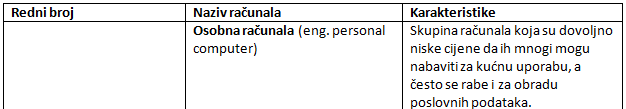 Redni broj Naziv računala Karakteristike
Osobna računala (eng. personal computer)
Skupina računala koja su dovoljno
niske cijene da ih mnogi mogu
nabaviti za kućnu uporabu, a
često se rabe i za obradu
poslovnih podataka.